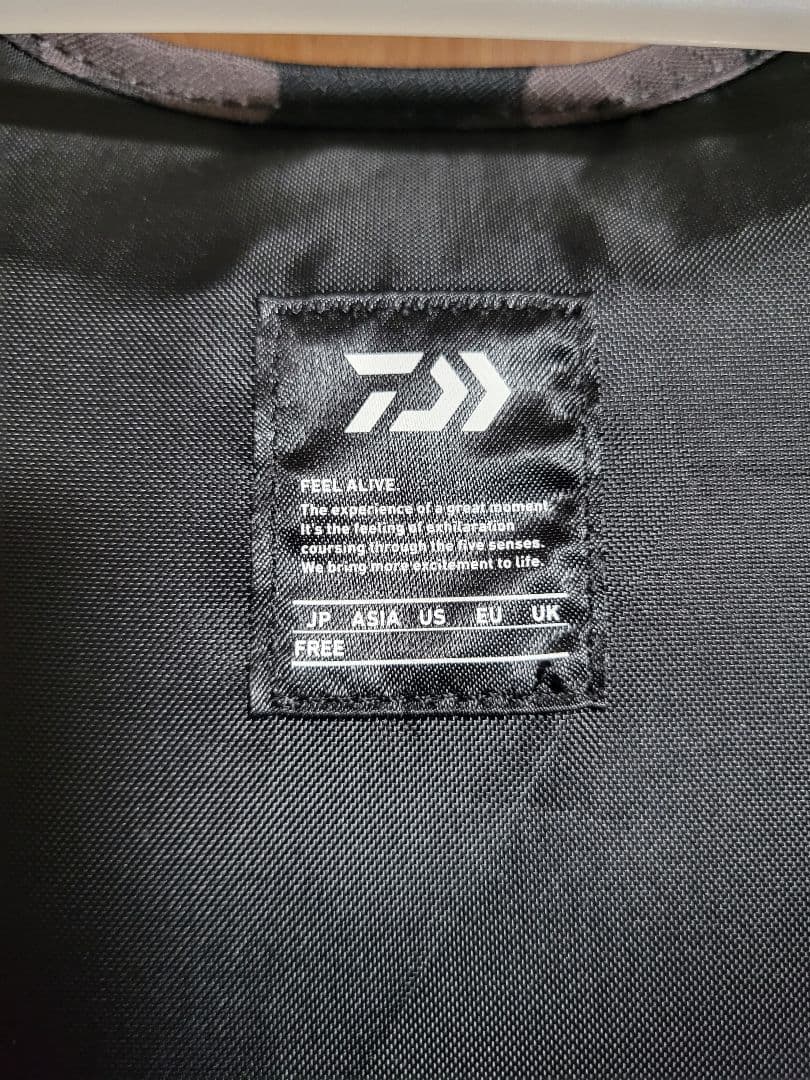 FEEL ALIVE
The experience of a great moment,
it's the feeling of exhilaration
coursing through the five senses.
We bring more excitement to life.
JP ASIA US EU UK
FREE